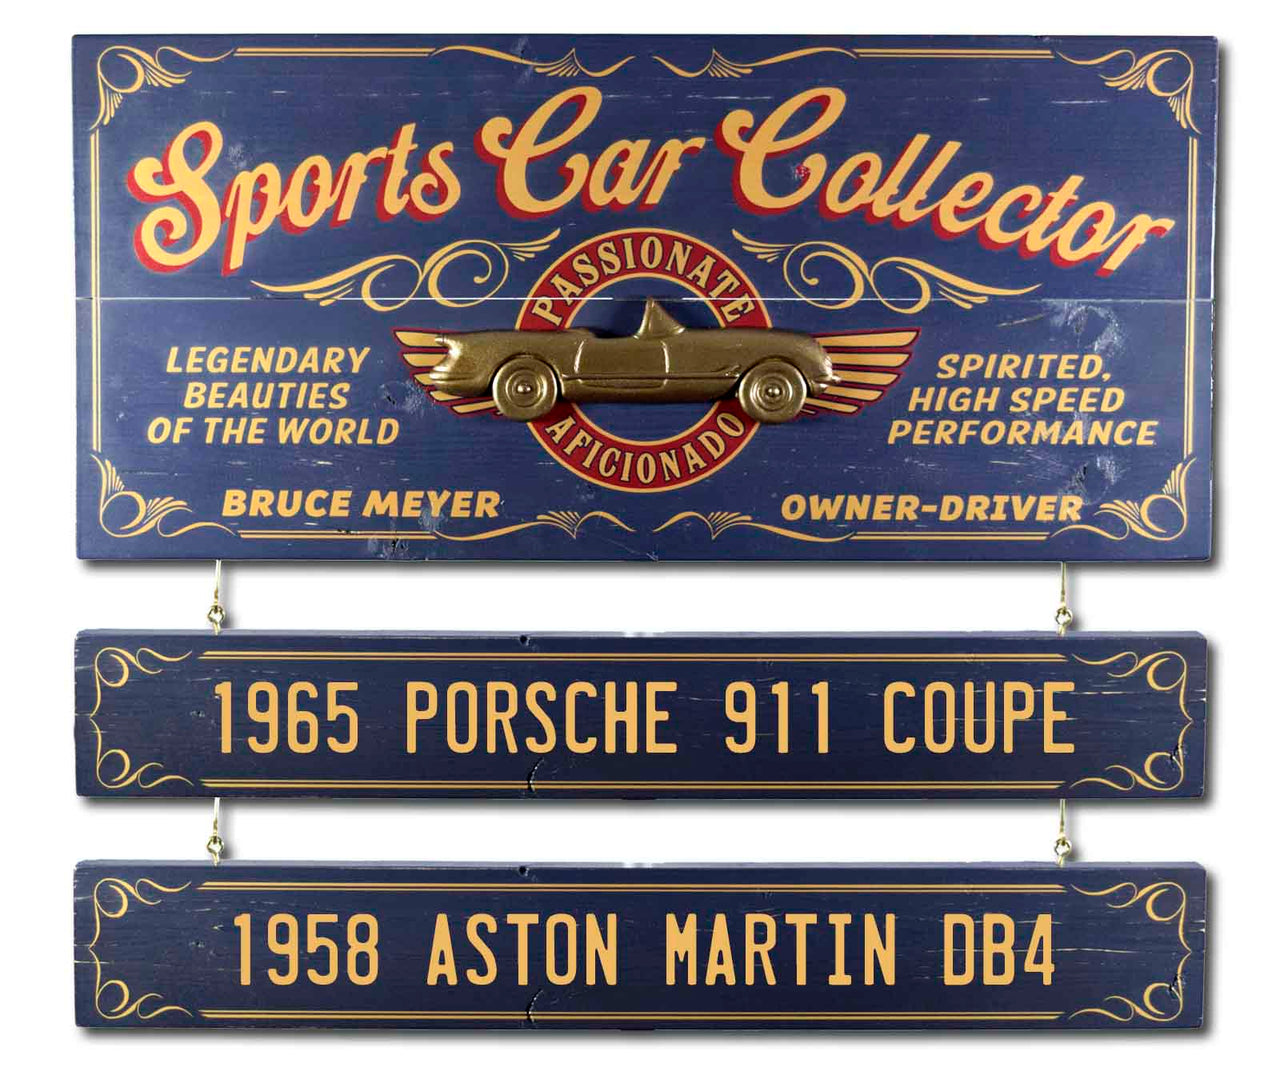 Sports Car Collector
PASSIONATE
AFICIONADO
LEGENDARY
BEAUTIES
OF THE WORLD
SPIRITED,
HIGH SPEED
PERFORMANCE
BRUCE MEYER
OWNER-DRIVER
1965 PORSCHE 911 COUPE
1958 ASTON MARTIN DB4